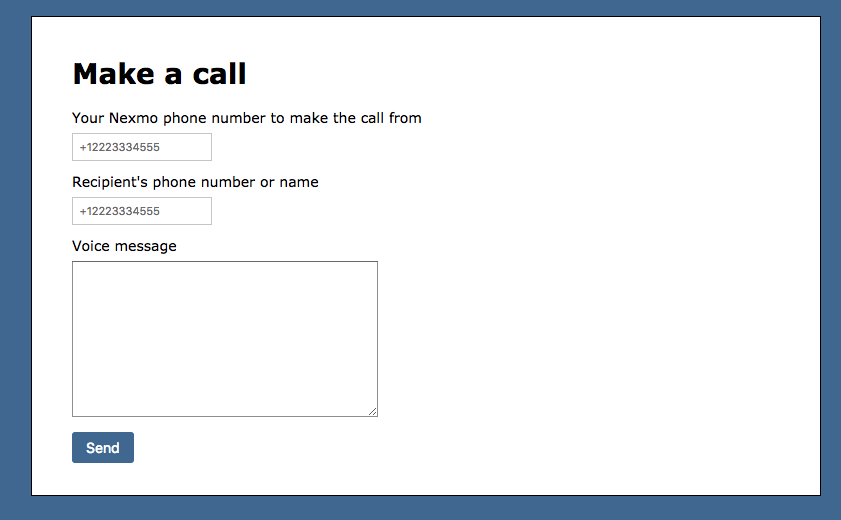 Make a call
Your Nexmo phone number to make the call from
+12223334555
Recipient's phone number or name
+12223334555
Voice message
Send